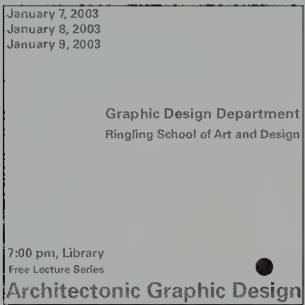 January 7, 2003
January 8, 2003
January 9, 2003
Graphic Design Department
Ringling School of Art and Design
7:00 pm, Library
Free Lecture Series
Architectonic Graphic Design